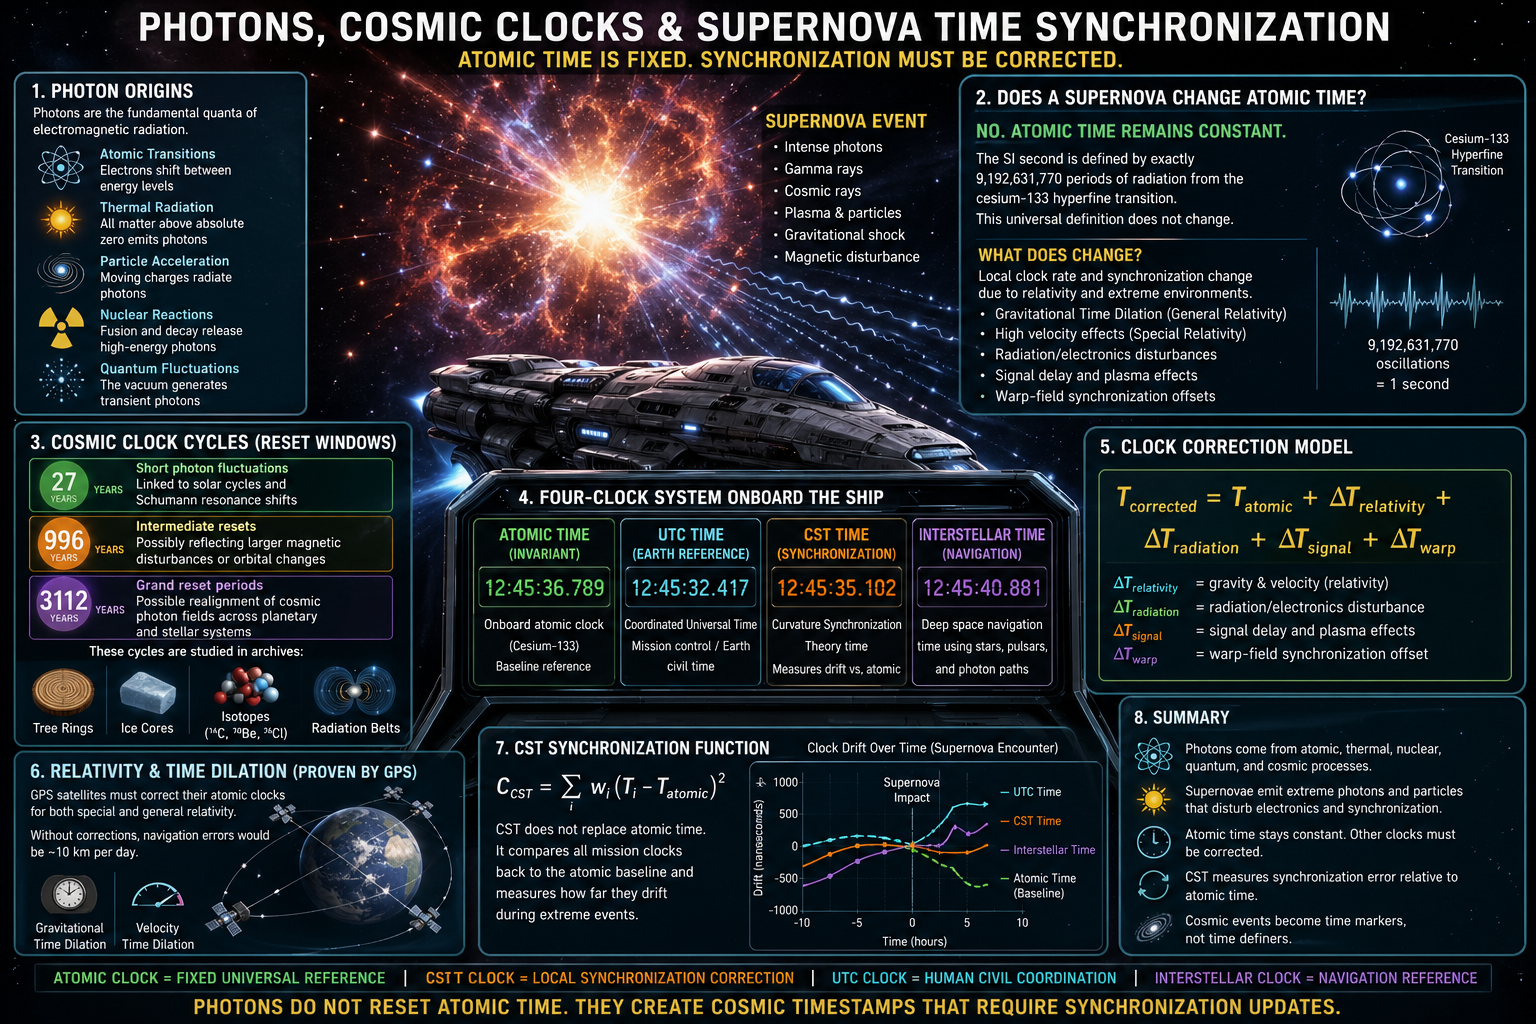 PHOTONS, COSMIC CLOCKS & SUPERNOVA TIME SYNCHRONIZATION
ATOMIC TIME IS FIXED. SYNCHRONIZATION MUST BE CORRECTED.
1. PHOTON ORIGINS
Photons are the fundamental quanta of
electromagnetic radiation.
Atomic Transitions
Electrons shift between
energy levels
Thermal Radiation
All matter above absolute
zero emits photons
Particle Acceleration
Moving charges radiate
photons
Nuclear Reactions
Fusion and decay release
high-energy photons
Quantum Fluctuations
The vacuum generates
transient photons
SUPERNOVA EVENT
• Intense photons
• Gamma rays
• Cosmic rays
• Plasma & particles
• Gravitational shock
• Magnetic disturbance
2. DOES A SUPERNOVA CHANGE ATOMIC TIME?
NO. ATOMIC TIME REMAINS CONSTANT.
The SI second is defined by exactly
9,192,631,770 periods of radiation from the
cesium-133 hyperfine transition.
This universal definition does not change.
Cesium-133
Hyperfine
Transition
WHAT DOES CHANGE?
Local clock rate and synchronization change
due to relativity and extreme environments.
• Gravitational Time Dilation (General Relativity)
• High velocity effects (Special Relativity)
• Radiation/electronics disturbances
• Signal delay and plasma effects
• Warp-field synchronization offsets
9,192,631,770
oscillations
= 1 second
3. COSMIC CLOCK CYCLES (RESET WINDOWS)
27
YEARS
YEARS
Short photon fluctuations
Linked to solar cycles and
Schumann resonance shifts
996
YEARS
YEARS
Intermediate resets
Possibly reflecting larger magnetic
disturbances or orbital changes
3112
YEARS
YEARS
Grand reset periods
Possible realignment of cosmic
photon fields across planetary
and stellar systems
These cycles are studied in archives:
Tree Rings
Ice Cores
Isotopes
(¹⁴C, ⁷⁰Be, ³⁶Cl)
Radiation Belts
4. FOUR-CLOCK SYSTEM ONBOARD THE SHIP
ATOMIC TIME
(INVARIANT)
12:45:36.789
Onboard atomic clock
(Cesium-133)
Baseline reference
UTC TIME
(EARTH REFERENCE)
12:45:32.417
Coordinated Universal Time
Mission control / Earth
civil time
CST TIME
(SYNCHRONIZATION)
12:45:35.102
Curvature Synchronization
Theory time
Measures drift vs. atomic
INTERSTELLAR TIME
(NAVIGATION)
12:45:40.881
Deep space navigation
time using stars, pulsars,
and photon paths
5. CLOCK CORRECTION MODEL
T_corrected = T_atomic + ΔT_relativity +
ΔT_radiation + ΔT_signal + ΔT_warp
ΔT_relativity = gravity & velocity (relativity)
ΔT_radiation = radiation/electronics disturbance
ΔT_signal = signal delay and plasma effects
ΔT_warp = warp-field synchronization offset
6. RELATIVITY & TIME DILATION (PROVEN BY GPS)
GPS satellites must correct their atomic clocks
for both special and general relativity.
Without corrections, navigation errors would
be ~10 km per day.
Gravitational
Time Dilation
Velocity
Time Dilation
7. CST SYNCHRONIZATION FUNCTION
C_CST = ∑_i w_i (T_i − T_atomic)²
CST does not replace atomic time.
It compares all mission clocks
back to the atomic baseline and
measures how far they drift
during extreme events.
Clock Drift Over Time (Supernova Encounter)
Drift (nanoseconds)
1000
500
0
-500
-1000
Supernova
Impact
UTC Time
CST Time
Interstellar Time
Atomic Time
(Baseline)
-10
-5
0
5
10
Time (hours)
8. SUMMARY
Photons come from atomic, thermal, nuclear,
quantum, and cosmic processes.
Supernovae emit extreme photons and particles
that disturb electronics and synchronization.
Atomic time stays constant. Other clocks must
be corrected.
CST measures synchronization error relative to
atomic time.
Cosmic events become time markers,
not time definers.
ATOMIC CLOCK = FIXED UNIVERSAL REFERENCE | CSTT CLOCK = LOCAL SYNCHRONIZATION CORRECTION | UTC CLOCK = HUMAN CIVIL COORDINATION | INTERSTELLAR CLOCK = NAVIGATION REFERENCE
PHOTONS DO NOT RESET ATOMIC TIME. THEY CREATE COSMIC TIMESTAMPS THAT REQUIRE SYNCHRONIZATION UPDATES.